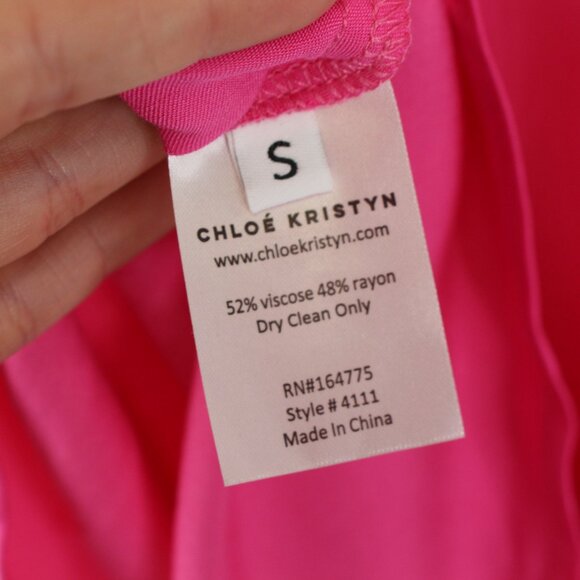 S
CHLOÉ KRISTYN
www.chloekristyn.com
52% viscose 48% rayon
Dry Clean Only
RN#164775
Style # 4111
Made In China